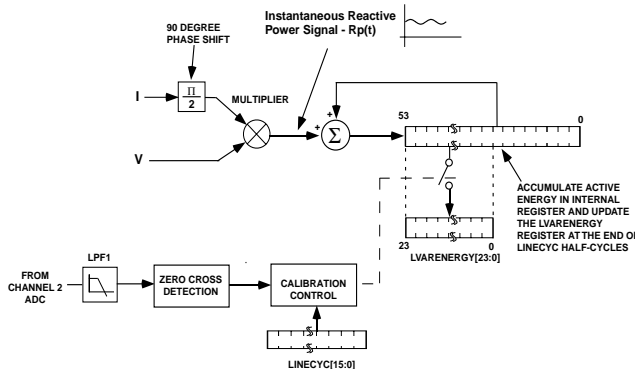 Instantaneous Reactive
Power Signal - Rp(t)
90 DEGREE
PHASE SHIFT
I
Π
2
MULTIPLIER
V
+
+
Σ
53
0
ACCUMULATE ACTIVE
ENERGY IN INTERNAL
REGISTER AND UPDATE
THE LVARENERGY
REGISTER AT THE END OF
LINECYC HALF-CYCLES
23
0
LVARENERGY[23:0]
FROM
CHANNEL 2
ADC
LPF1
ZERO CROSS
DETECTION
CALIBRATION
CONTROL
LINECYC[15:0]